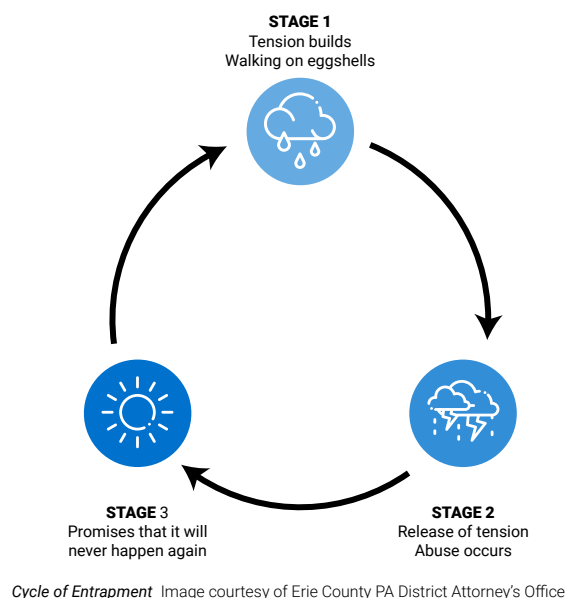 STAGE 1
Tension builds
Walking on eggshells
STAGE 3
Promises that it will
never happen again
STAGE 2
Release of tension
Abuse occurs
Cycle of Entrapment Image courtesy of Erie County PA District Attorney's Office